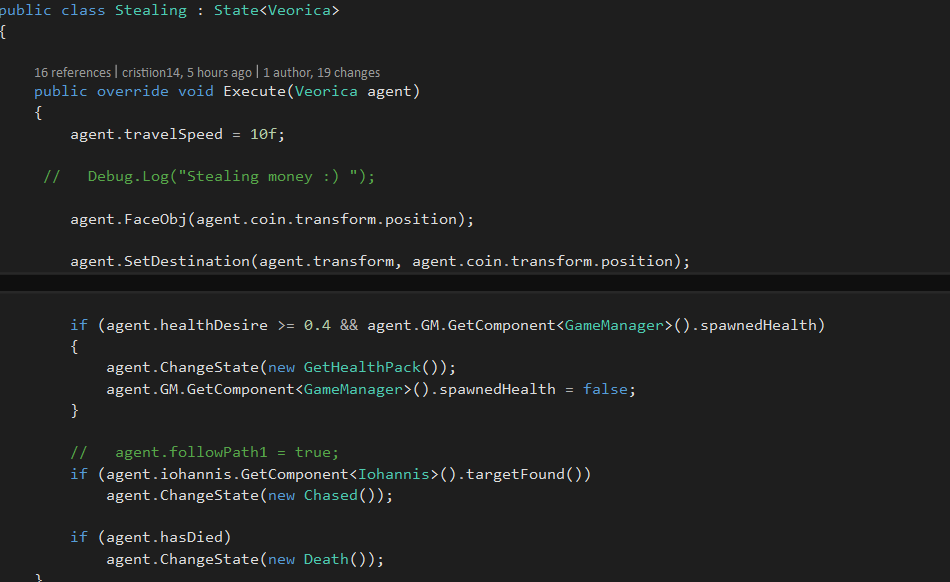 public class Stealing : State<Veorica>
{
16 references | cristiion14, 5 hours ago | 1 author, 19 changes
public override void Execute(Veorica agent)
{
agent.travelSpeed = 10f;
//   Debug.Log("Stealing money :) ");
agent.FaceObj(agent.coin.transform.position);
agent.SetDestination(agent.transform, agent.coin.transform.position);
if (agent.healthDesire >= 0.4 && agent.GM.GetComponent<GameManager>().spawnedHealth)
{
agent.ChangeState(new GetHealthPack());
agent.GM.GetComponent<GameManager>().spawnedHealth = false;
}
//   agent.followPath1 = true;
if (agent.iohannis.GetComponent<Iohannis>().targetFound())
agent.ChangeState(new Chased());
if (agent.hasDied)
agent.ChangeState(new Death());
}